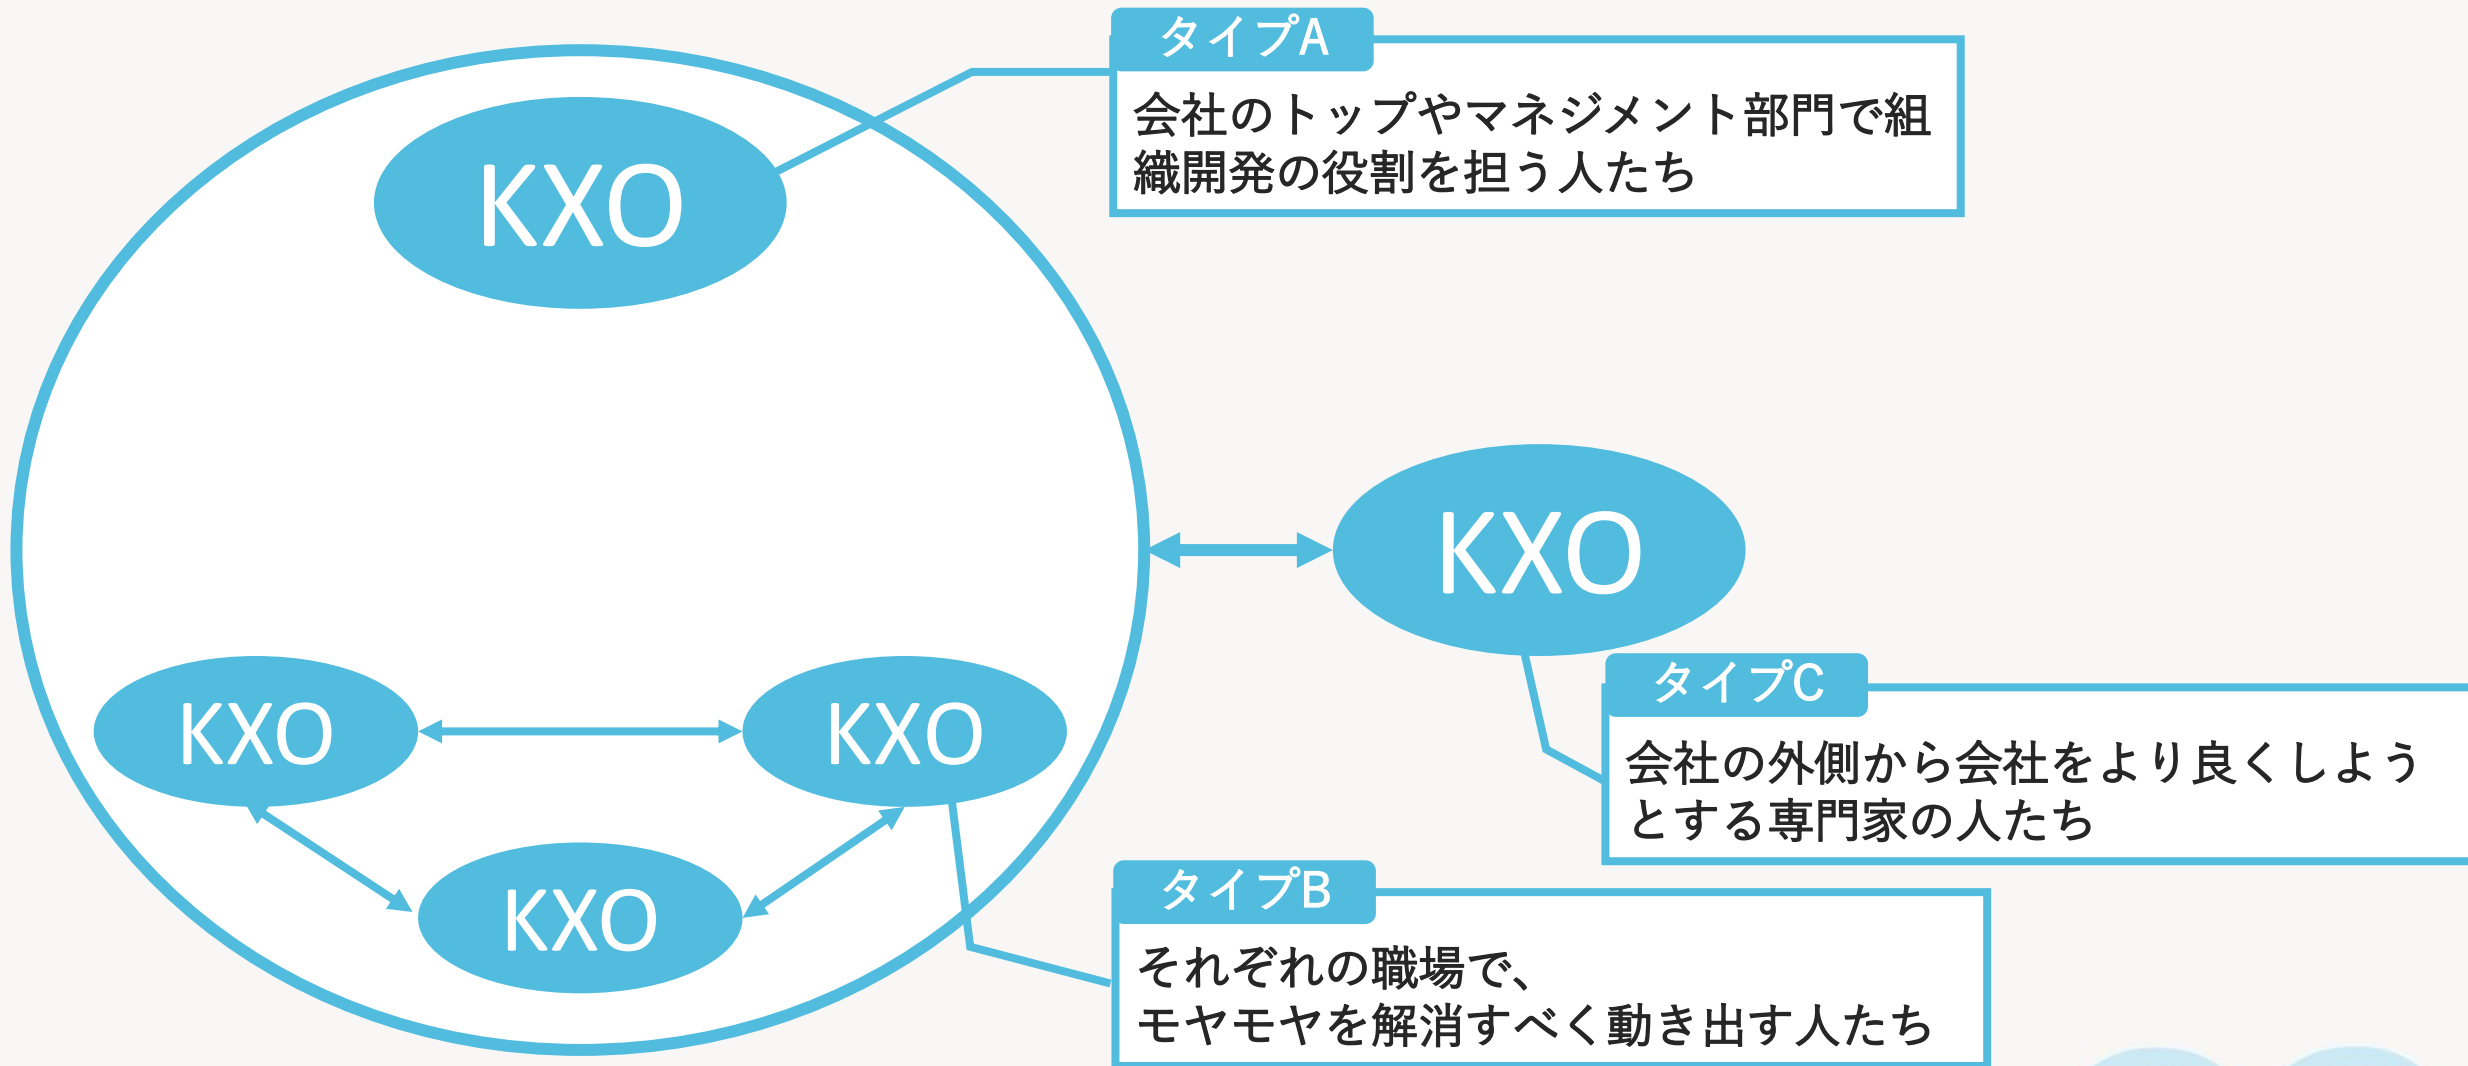 タイプA
会社のトップやマネジメント部門で組
織開発の役割を担う人たち
KXO
KXO
タイプC
会社の外側から会社をより良くしよう
とする専門家の人たち
KXO
KXO
KXO
タイプB
それぞれの職場で、
モヤモヤを解消すべく動き出す人たち